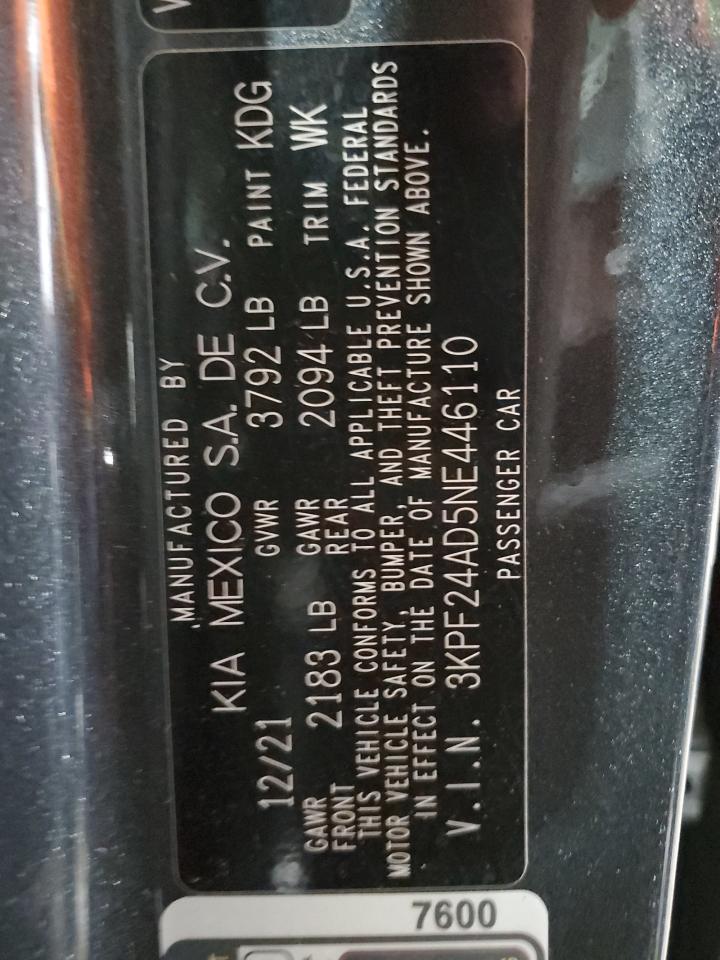 MANUFACTURED BY
KIA MEXICO S.A. DE C.V.
12/21 GVWR 3792 LB PAINT KDG
GAWR FRONT 2183 LB GAWR REAR 2094 LB TRIM WK
THIS VEHICLE CONFORMS TO ALL APPLICABLE U.S.A. FEDERAL
MOTOR VEHICLE SAFETY, BUMPER, AND THEFT PREVENTION STANDARDS
IN EFFECT ON THE DATE OF MANUFACTURE SHOWN ABOVE.
V.I.N. 3KPF24AD5NE446110
PASSENGER CAR
7600